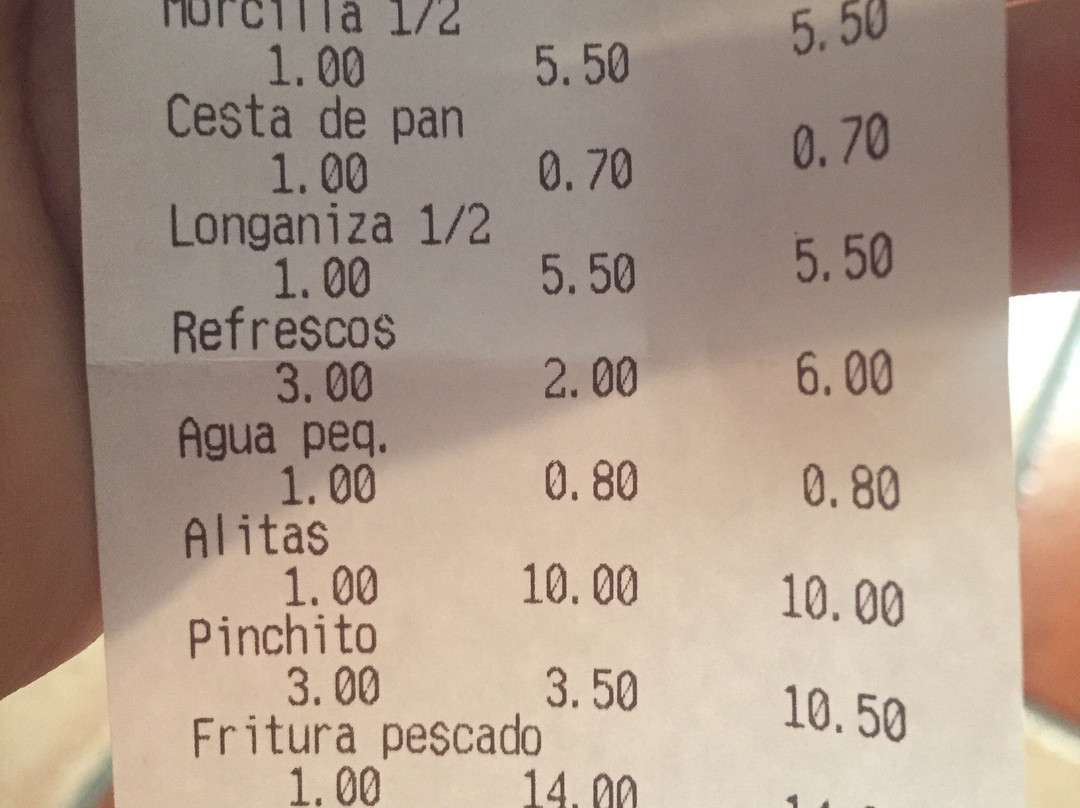 Morcilla 1/2
1.00 5.50 5.50
Cesta de pan
1.00 0.70 0.70
Longaniza 1/2
1.00 5.50 5.50
Refrescos
3.00 2.00 6.00
Agua peq.
1.00 0.80 0.80
Alitas
1.00 10.00 10.00
Pinchito
3.00 3.50 10.50
Fritura pescado
1.00 14.00